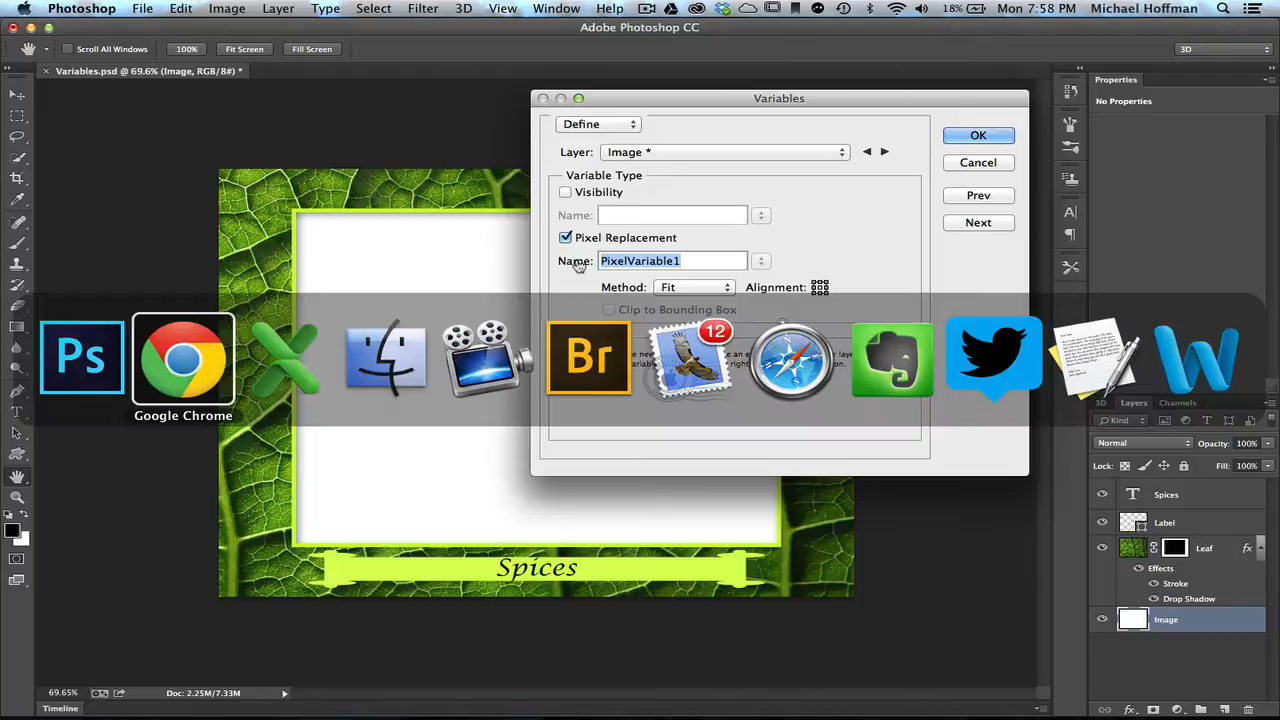 Photoshop File Edit Image Layer Type Select Filter 3D View Window Help 18% Mon 7:58 PM Michael Hoffman
Adobe Photoshop CC
Scroll All Windows 100% Fit Screen Fill Screen 3D
Variables.psd @ 69.6% (Image, RGB/8#) *
Properties
No Properties
Variables
Define
OK
Layer: Image *
Cancel
Variable Type
Visibility
Prev
Name:
Next
Pixel Replacement
Name: PixelVariable1
Method: Fit Alignment:
Clip to Bounding Box
12
Ps
Br
Google Chrome
3D Layers Channels
Kind
Normal Opacity: 100%
Lock: Fill: 100%
T Spices
Label
Leaf fx
Effects
Stroke
Drop Shadow
Image
Spices
69.65% Doc: 2.25M/7.33M
Timeline